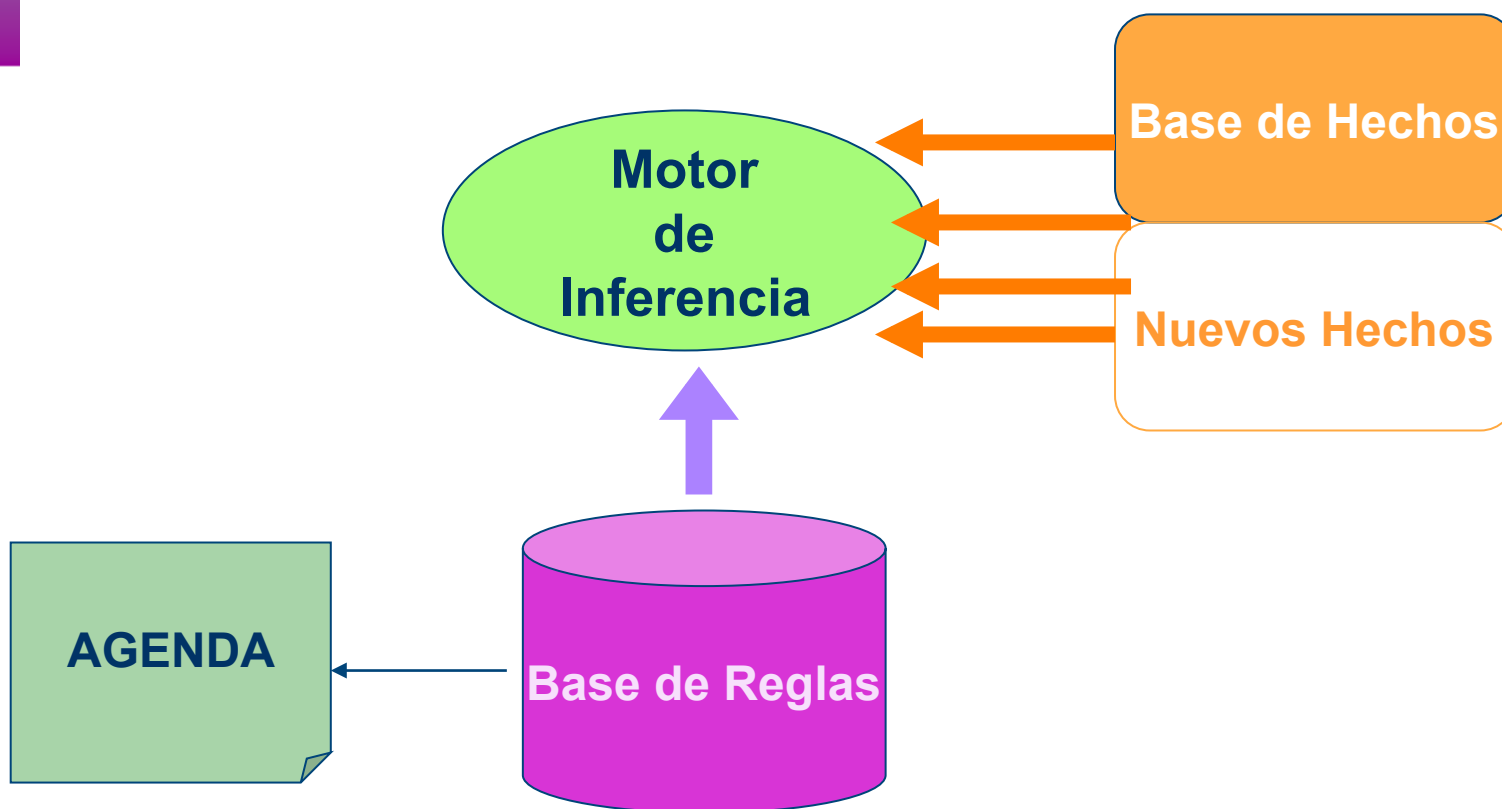 Base de Hechos
Motor
de
Inferencia
Nuevos Hechos
AGENDA
Base de Reglas